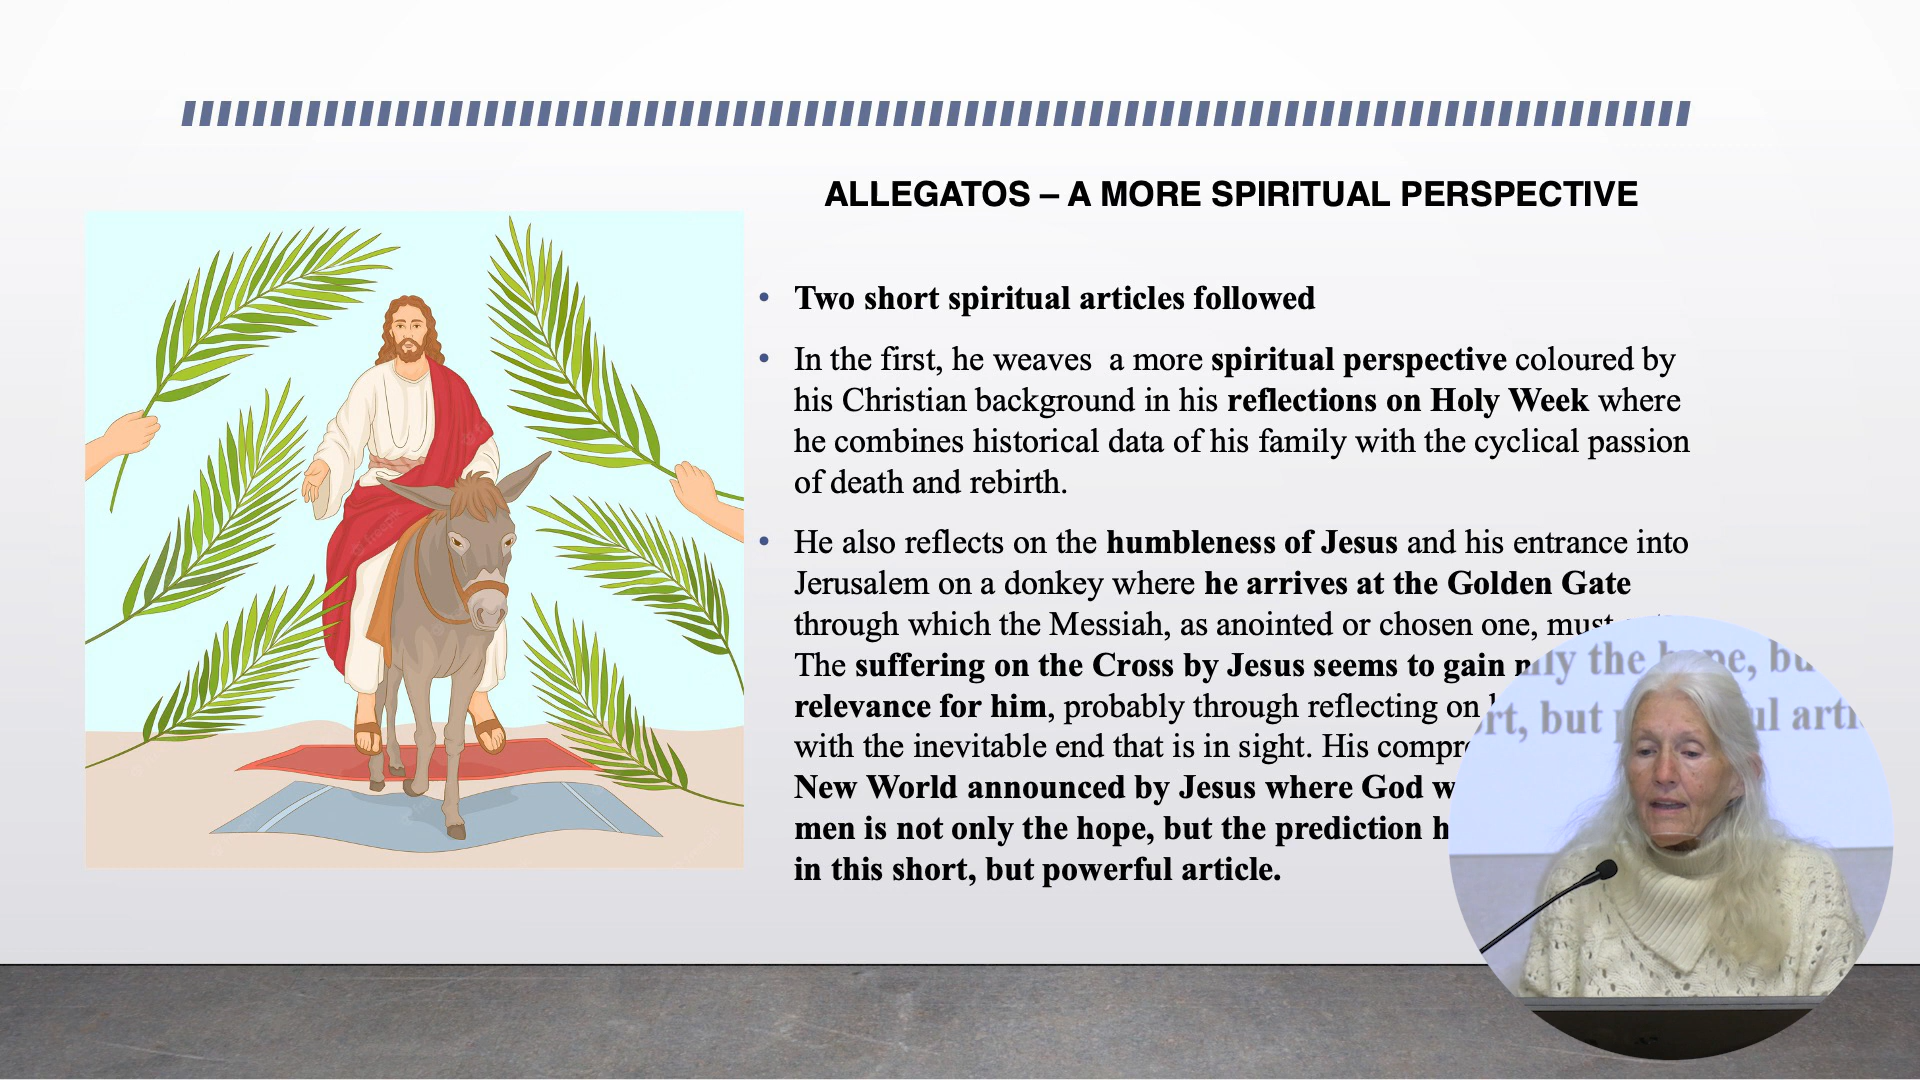 ALLEGATOS – A MORE SPIRITUAL PERSPECTIVE
• Two short spiritual articles followed
• In the first, he weaves a more spiritual perspective coloured by
his Christian background in his reflections on Holy Week where
he combines historical data of his family with the cyclical passion
of death and rebirth.
• He also reflects on the humbleness of Jesus and his entrance into
Jerusalem on a donkey where he arrives at the Golden Gate
through which the Messiah, as anointed or chosen one, must
The suffering on the Cross by Jesus seems to gain
relevance for him, probably through reflecting on
with the inevitable end that is in sight. His
New World announced by Jesus where God
men is not only the hope, but the prediction
in this short, but powerful article.
the hope, but
but ul